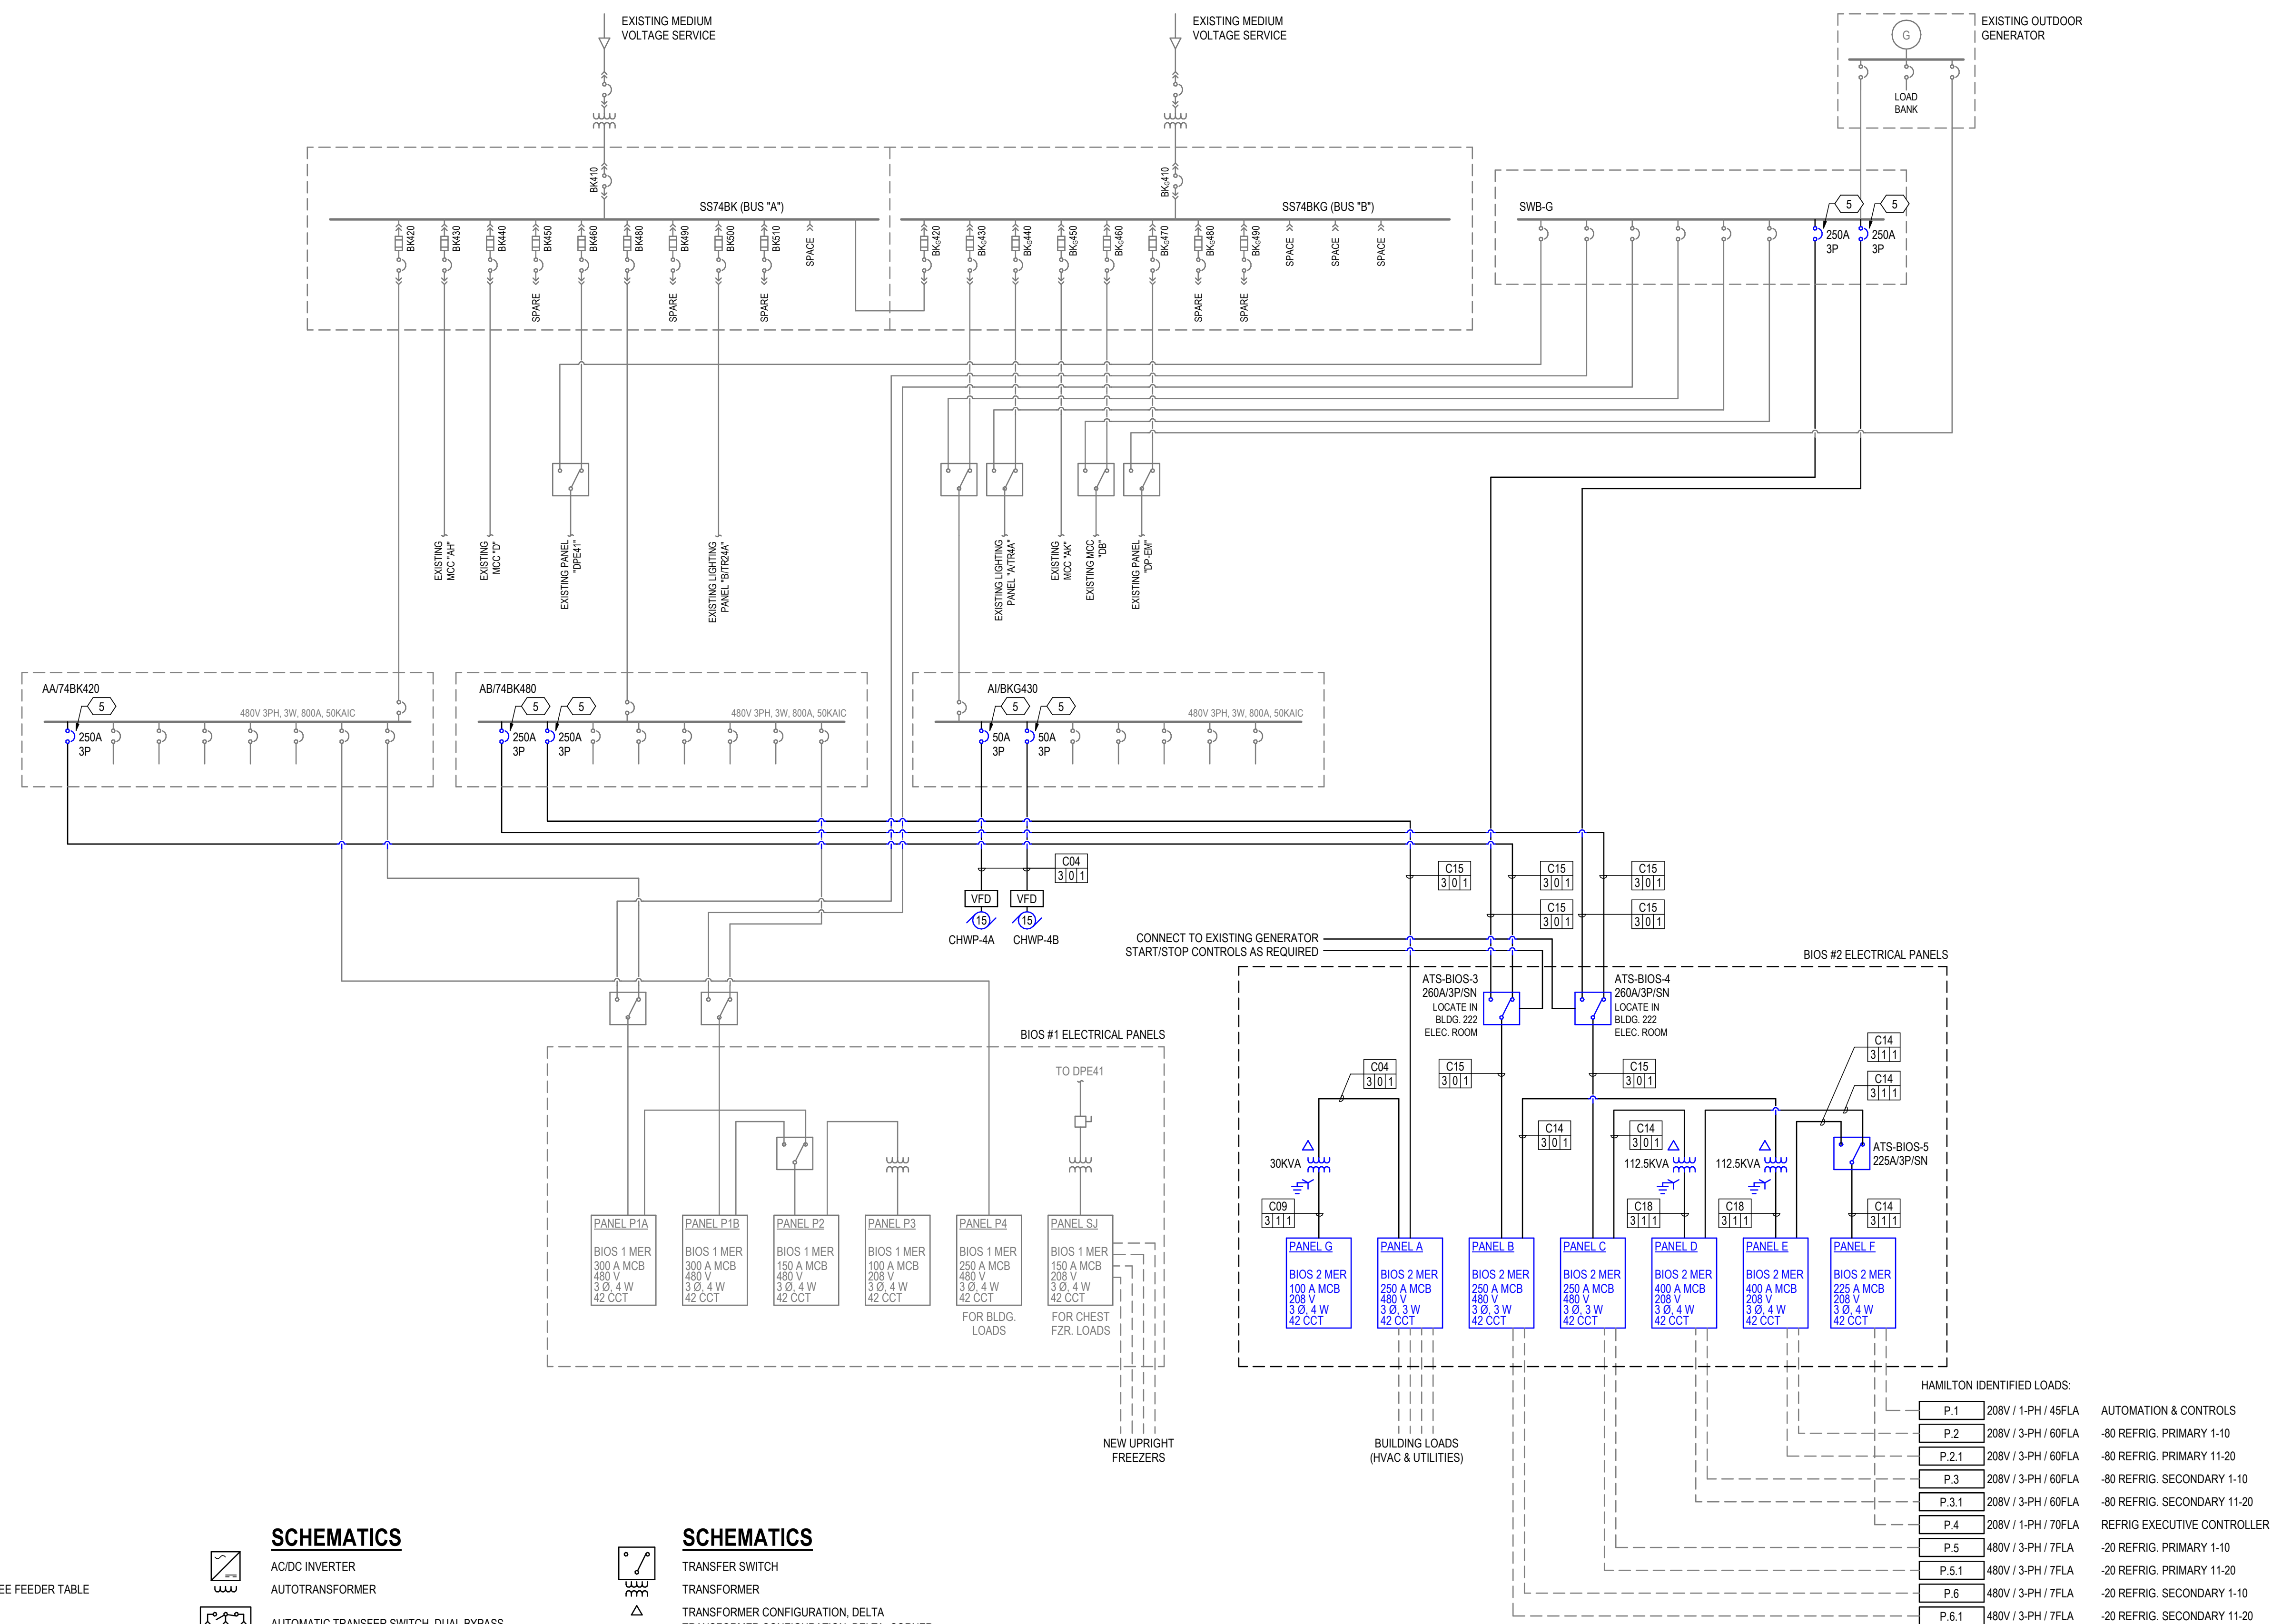 EXISTING MEDIUM
VOLTAGE SERVICE
EXISTING MEDIUM
VOLTAGE SERVICE
EXISTING OUTDOOR
GENERATOR
G
LOAD
BANK
BK410
SS74BK (BUS "A")
BK420
BK430
BK440
BK450
BK460
BK480
BK490
BK500
BK510
SPACE
SPARE
SPARE
SPARE
BKG410
SS74BKG (BUS "B")
BKG420
BKG430
BKG440
BKG450
BKG460
BKG470
BKG480
BKG490
SPACE
SPACE
SPACE
SPARE
SPARE
SWB-G
5
5
250A
3P
250A
3P
EXISTING
MCC "AH"
EXISTING
MCC "D"
EXISTING PANEL
"DPE41"
EXISTING LIGHTING
PANEL "B/TR24A"
EXISTING LIGHTING
PANEL "A/TR4A"
EXISTING
MCC "AK"
EXISTING MCC
"DB"
EXISTING PANEL
"DP-EM"
AA/74BK420
5
480V 3PH, 3W, 800A, 50KAIC
250A
3P
AB/74BK480
5
5
480V 3PH, 3W, 800A, 50KAIC
250A
3P
250A
3P
AI/BKG430
5
5
480V 3PH, 3W, 800A, 50KAIC
50A
3P
50A
3P
C04
3 0 1
VFD
VFD
15
15
CHWP-4A
CHWP-4B
C15
3 0 1
C15
3 0 1
C15
3 0 1
C15
3 0 1
C15
3 0 1
CONNECT TO EXISTING GENERATOR
START/STOP CONTROLS AS REQUIRED
BIOS #2 ELECTRICAL PANELS
ATS-BIOS-3
260A/3P/SN
LOCATE IN
BLDG. 222
ELEC. ROOM
ATS-BIOS-4
260A/3P/SN
LOCATE IN
BLDG. 222
ELEC. ROOM
BIOS #1 ELECTRICAL PANELS
TO DPE41
C04
3 0 1
C15
3 0 1
C15
3 0 1
C14
3 1 1
C14
3 1 1
C14
3 0 1
C14
3 0 1
ATS-BIOS-5
225A/3P/SN
30KVA
112.5KVA
112.5KVA
C09
3 1 1
C18
3 1 1
C18
3 1 1
C14
3 1 1
PANEL P1A
BIOS 1 MER
300 A MCB
480 V
3 Ø, 4 W
42 CCT
PANEL P1B
BIOS 1 MER
300 A MCB
480 V
3 Ø, 4 W
42 CCT
PANEL P2
BIOS 1 MER
150 A MCB
480 V
3 Ø, 4 W
42 CCT
PANEL P3
BIOS 1 MER
100 A MCB
208 V
3 Ø, 4 W
42 CCT
PANEL P4
BIOS 1 MER
250 A MCB
480 V
3 Ø, 4 W
42 CCT
FOR BLDG.
LOADS
PANEL SJ
BIOS 1 MER
150 A MCB
208 V
3 Ø, 4 W
42 CCT
FOR CHEST
FZR. LOADS
NEW UPRIGHT
FREEZERS
PANEL G
BIOS 2 MER
100 A MCB
208 V
3 Ø, 4 W
42 CCT
PANEL A
BIOS 2 MER
250 A MCB
480 V
3 Ø, 3 W
42 CCT
PANEL B
BIOS 2 MER
250 A MCB
480 V
3 Ø, 3 W
42 CCT
PANEL C
BIOS 2 MER
250 A MCB
480 V
3 Ø, 3 W
42 CCT
PANEL D
BIOS 2 MER
400 A MCB
208 V
3 Ø, 4 W
42 CCT
PANEL E
BIOS 2 MER
400 A MCB
208 V
3 Ø, 4 W
42 CCT
PANEL F
BIOS 2 MER
225 A MCB
208 V
3 Ø, 4 W
42 CCT
BUILDING LOADS
(HVAC & UTILITIES)
HAMILTON IDENTIFIED LOADS:
P.1 208V / 1-PH / 45FLA AUTOMATION & CONTROLS
P.2 208V / 3-PH / 60FLA -80 REFRIG. PRIMARY 1-10
P.2.1 208V / 3-PH / 60FLA -80 REFRIG. PRIMARY 11-20
P.3 208V / 3-PH / 60FLA -80 REFRIG. SECONDARY 1-10
P.3.1 208V / 3-PH / 60FLA -80 REFRIG. SECONDARY 11-20
P.4 208V / 1-PH / 70FLA REFRIG EXECUTIVE CONTROLLER
P.5 480V / 3-PH / 7FLA -20 REFRIG. PRIMARY 1-10
P.5.1 480V / 3-PH / 7FLA -20 REFRIG. PRIMARY 11-20
P.6 480V / 3-PH / 7FLA -20 REFRIG. SECONDARY 1-10
P.6.1 480V / 3-PH / 7FLA -20 REFRIG. SECONDARY 11-20
FEEDER TABLE
SCHEMATICS
AC/DC INVERTER
AUTOTRANSFORMER
AUTOMATIC TRANSFER SWITCH, DUAL BYPASS
SCHEMATICS
TRANSFER SWITCH
TRANSFORMER
TRANSFORMER CONFIGURATION, DELTA